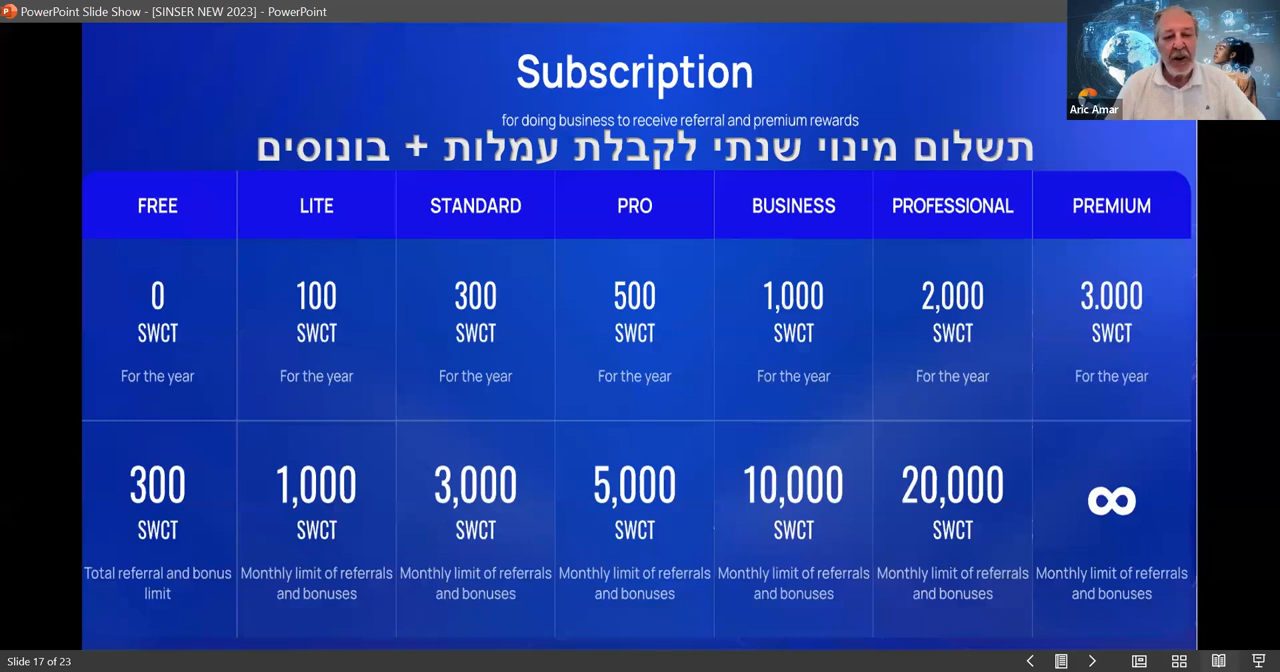 PowerPoint Slide Show - [SINSER NEW 2023] - PowerPoint
Aric Amar
Subscription
for doing business to receive referral and premium rewards
תשלום מינוי שנתי לקבלת עמלות + בונוסים
FREE LITE STANDARD PRO BUSINESS PROFESSIONAL PREMIUM
0 100 300 500 1,000 2,000 3.000
SWCT SWCT SWCT SWCT SWCT SWCT SWCT
For the year For the year For the year For the year For the year For the year For the year
300 1,000 3,000 5,000 10,000 20,000 ∞
SWCT SWCT SWCT SWCT SWCT SWCT
Total referral and bonus Monthly limit of referrals Monthly limit of referrals Monthly limit of referrals Monthly limit of referrals Monthly limit of referrals Monthly limit of referrals
limit and bonuses and bonuses and bonuses and bonuses and bonuses and bonuses
Slide 17 of 23